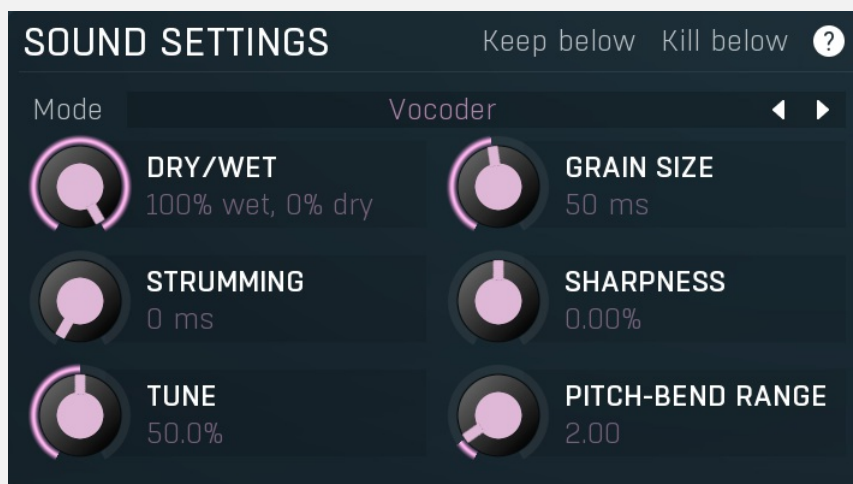 SOUND SETTINGS Keep below Kill below ?
Mode Vocoder
DRY/WET GRAIN SIZE
100% wet, 0% dry 50 ms
STRUMMING SHARPNESS
0 ms 0.00%
TUNE PITCH-BEND RANGE
50.0% 2.00